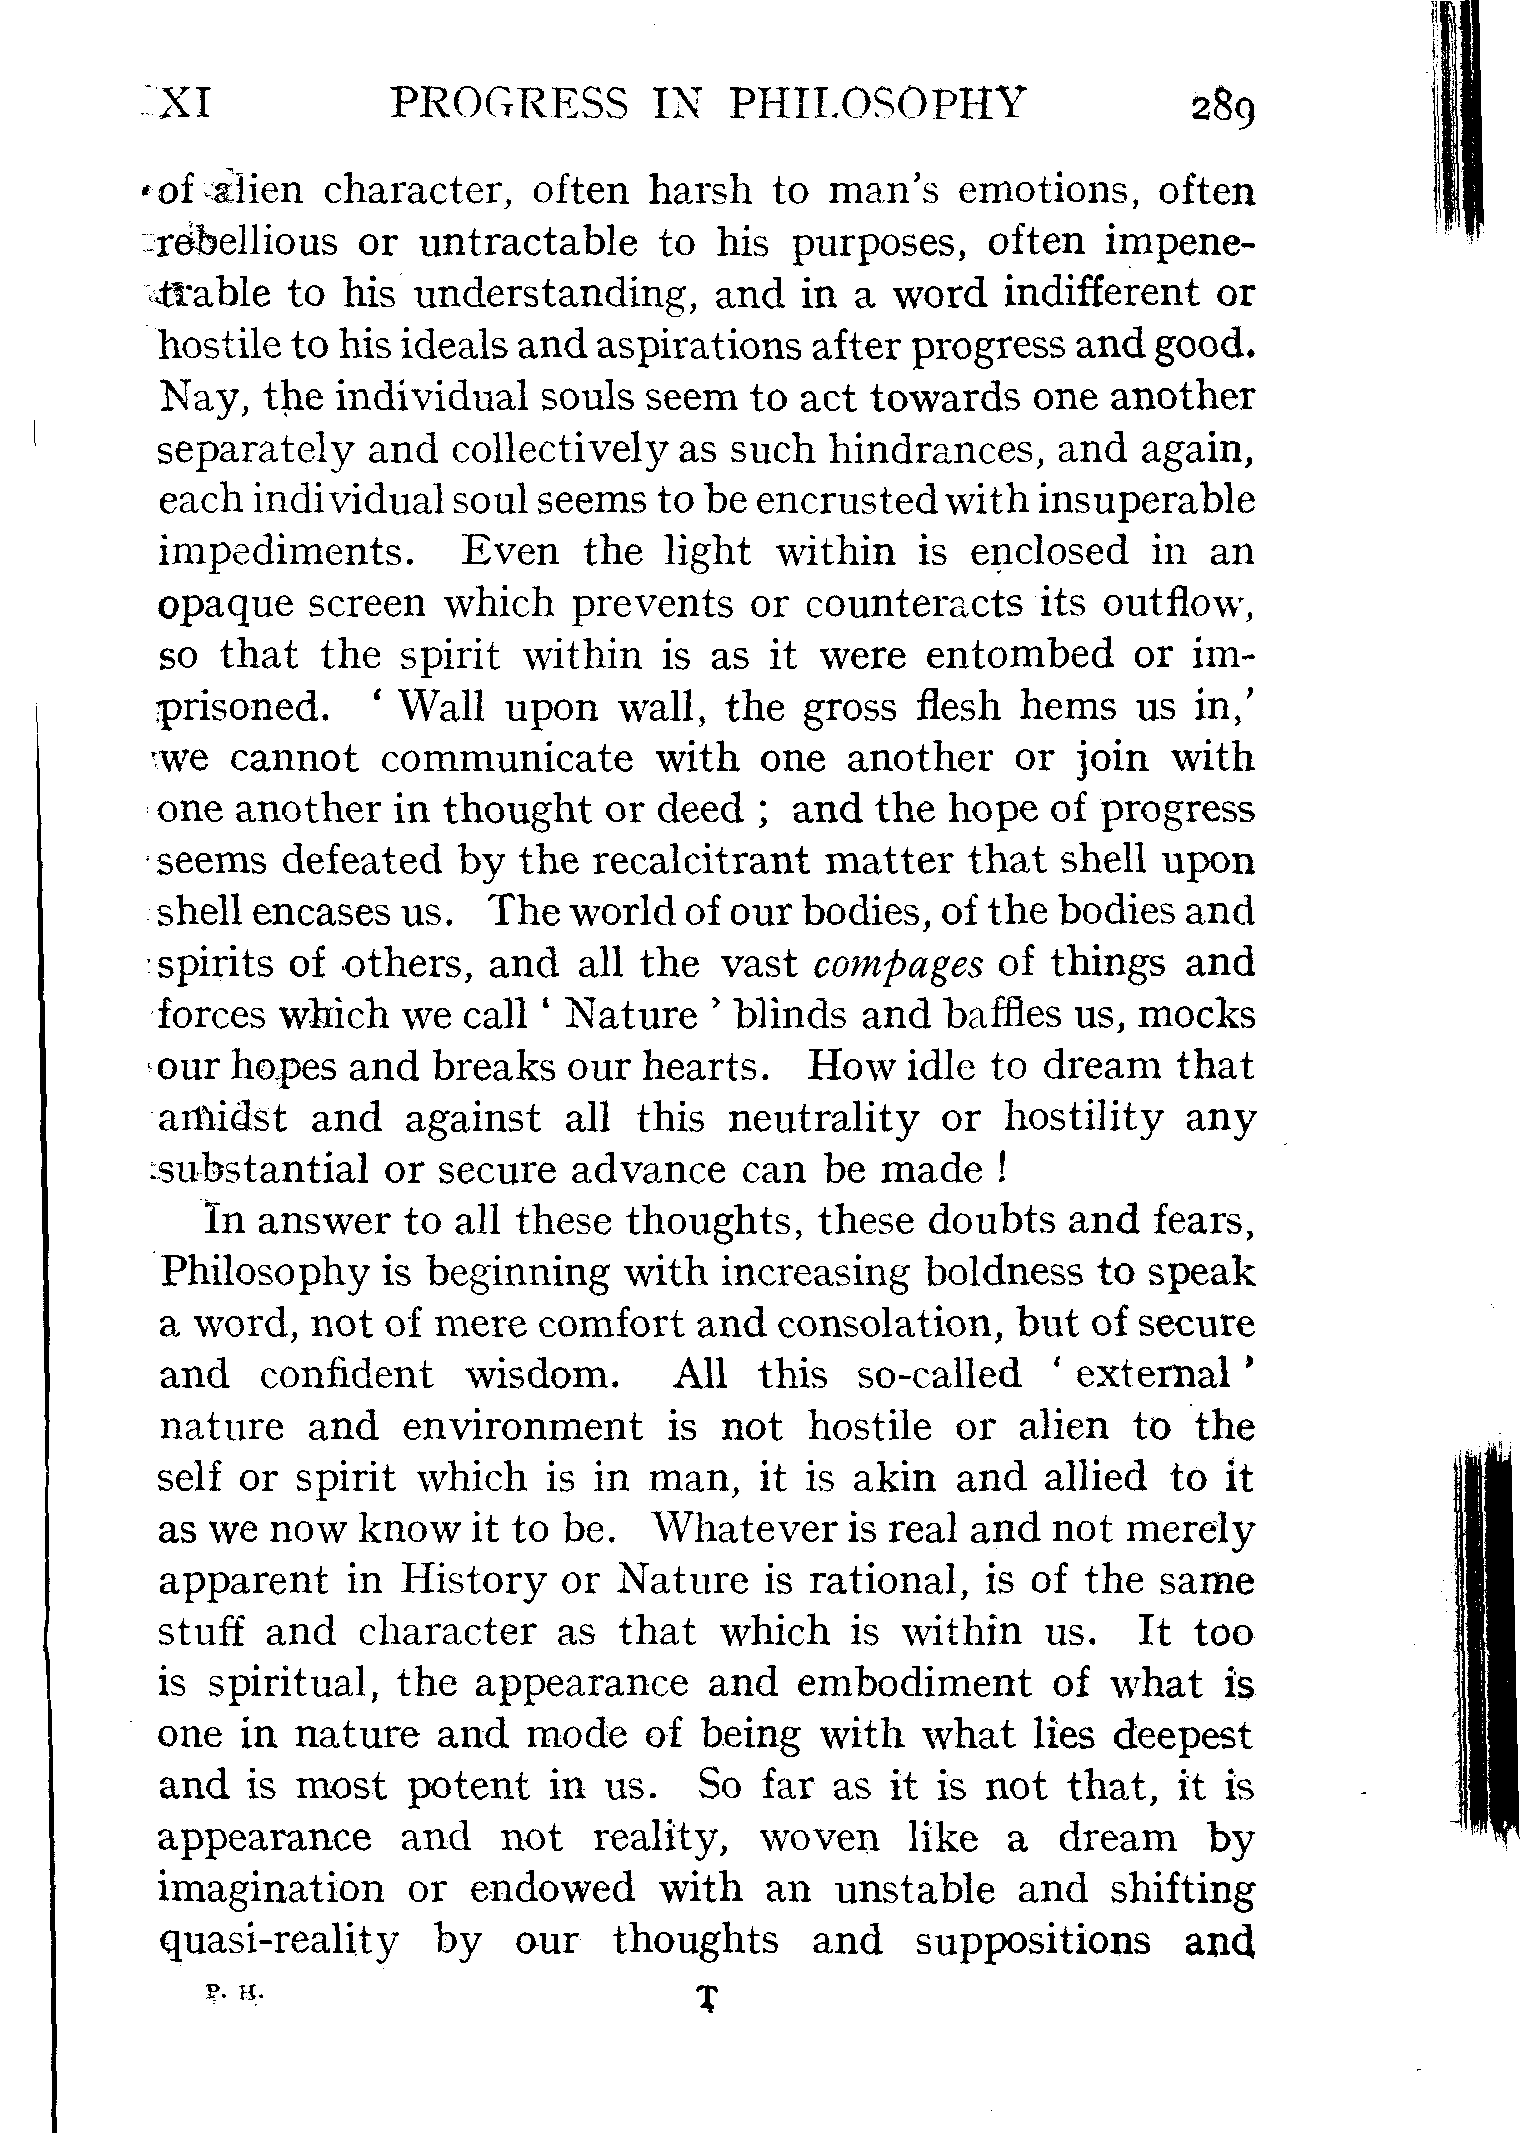 XI PROGRESS IN PHILOSOPHY 289
of alien character, often harsh to man's emotions, often
rebellious or untractable to his purposes, often impene-
trable to his understanding, and in a word indifferent or
hostile to his ideals and aspirations after progress and good.
Nay, the individual souls seem to act towards one another
separately and collectively as such hindrances, and again,
each individual soul seems to be encrusted with insuperable
impediments. Even the light within is enclosed in an
opaque screen which prevents or counteracts its outflow,
so that the spirit within is as it were entombed or im-
prisoned. ‘ Wall upon wall, the gross flesh hems us in,’
we cannot communicate with one another or join with
one another in thought or deed ; and the hope of progress
seems defeated by the recalcitrant matter that shell upon
shell encases us. The world of our bodies, of the bodies and
spirits of others, and all the vast compages of things and
forces which we call ‘ Nature ’ blinds and baffles us, mocks
our hopes and breaks our hearts. How idle to dream that
amidst and against all this neutrality or hostility any
substantial or secure advance can be made !
In answer to all these thoughts, these doubts and fears,
Philosophy is beginning with increasing boldness to speak
a word, not of mere comfort and consolation, but of secure
and confident wisdom. All this so-called ‘ external ’
nature and environment is not hostile or alien to the
self or spirit which is in man, it is akin and allied to it
as we now know it to be. Whatever is real and not merely
apparent in History or Nature is rational, is of the same
stuff and character as that which is within us. It too
is spiritual, the appearance and embodiment of what is
one in nature and mode of being with what lies deepest
and is most potent in us. So far as it is not that, it is
appearance and not reality, woven like a dream by
imagination or endowed with an unstable and shifting
quasi-reality by our thoughts and suppositions and
P. H. T